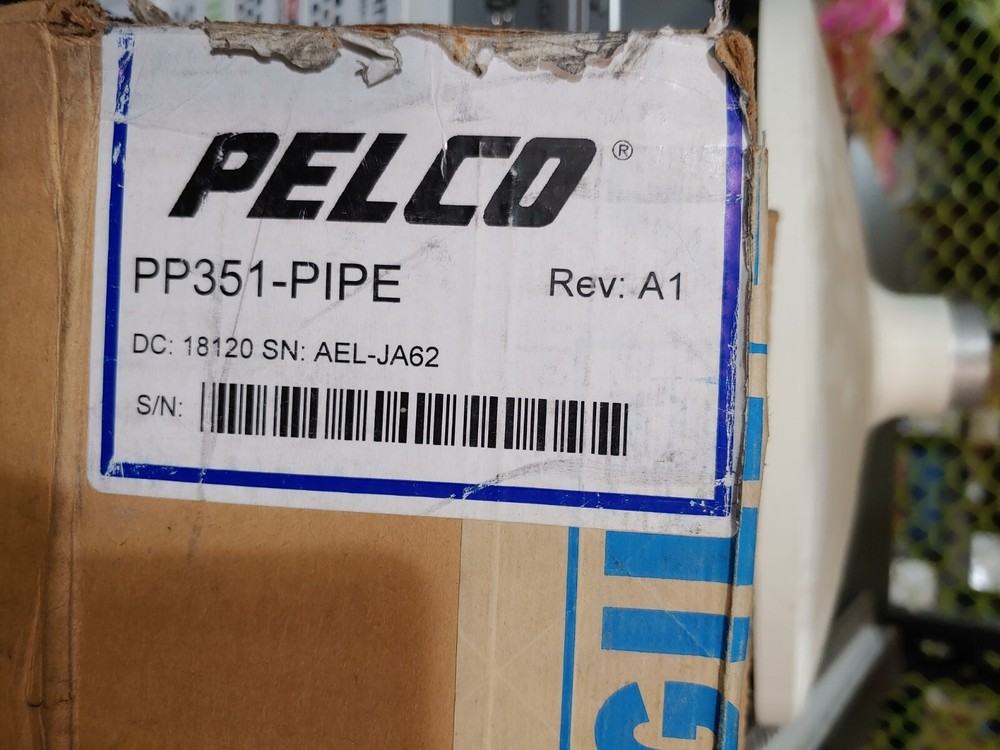 PELCO®
PP351-PIPE Rev: A1
DC: 18120 SN: AEL-JA62
S/N: